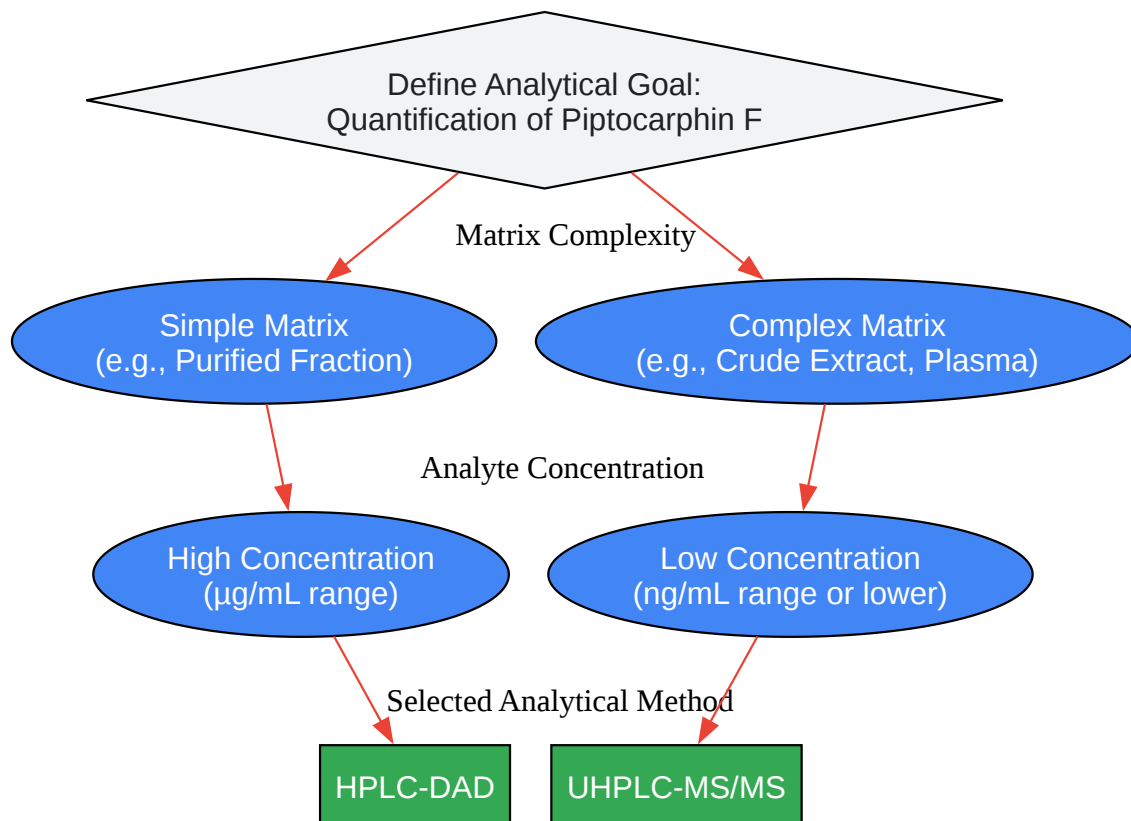 Define Analytical Goal:
Quantification of Piptocarphin F
Matrix Complexity
Simple Matrix
(e.g., Purified Fraction)
Complex Matrix
(e.g., Crude Extract, Plasma)
Analyte Concentration
High Concentration
(µg/mL range)
Low Concentration
(ng/mL range or lower)
Selected Analytical Method
HPLC-DAD
UHPLC-MS/MS